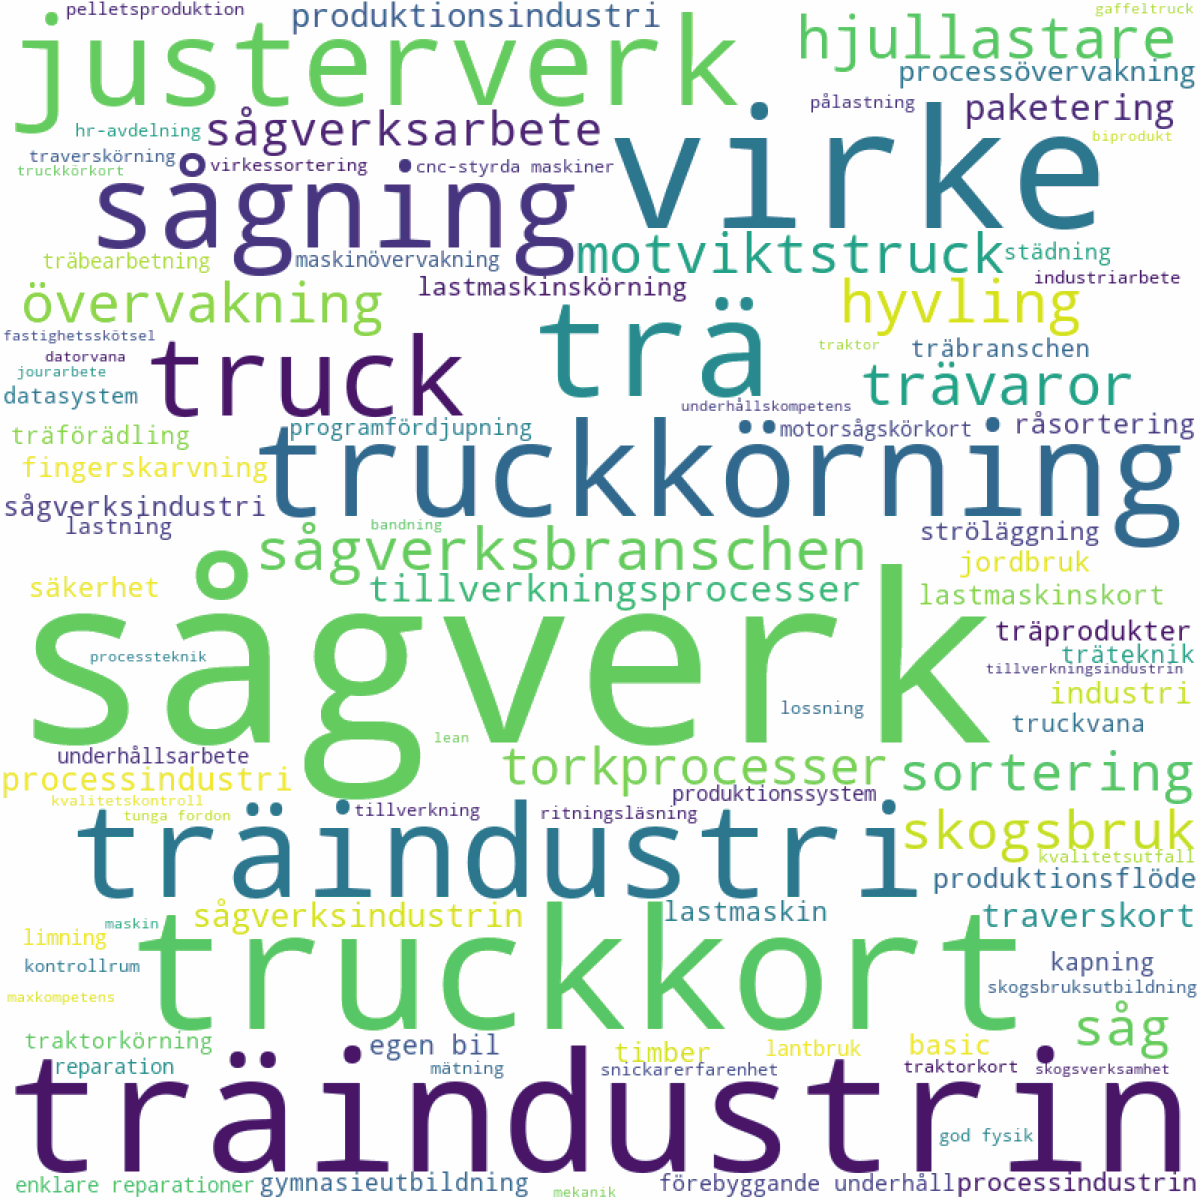 pelletsproduktion
produktionsindustri
gaffeltruck
justerverk
hjullastare
processövervakning
pålastning
paketering
hr-avdelning
sågverksarbete
virke
biprodukt
traverskörning
virkessortering
cnc-styrda maskiner
truckkörkort
sågning
motviktstruck
städning
träbearbetning
maskinövervakning
industriarbete
lastmaskinskörning
övervakning
trä
hyvling
fastighetsskötsel
truck
traktor
träbranschen
datorvana
jourarbete
datasystem
trävaror
underhållskompetens
träförädling
programfördjupning
motorsågskörkort
råsortering
fingerskarvning
truckkörning
sågverksindustri
lastning
bandning
ströläggning
sågverksbranschen
jordbruk
säkerhet
tillverkningsprocesser
lastmaskinskort
sågverk
träprodukter
processteknik
träteknik
tillverkningsindustrin
industri
lossning
truckvana
lean
underhållsarbete
processindustri
torkprocesser
sortering
kvalitetskontroll
produktionssystem
tunga fordon
tillverkning
ritningsläsning
träindustri
skogsbruk
kvalitetsutfall
produktionsflöde
maskin
sågverksindustrin
lastmaskin
traverskort
limning
truckkort
kontrollrum
kapning
skogsbruksutbildning
maxkompetens
såg
traktorkörning
egen bil
timber
lantbruk
basic
reparation
mätning
snickarerfarenhet
traktorkort
skogsverksamhet
träindustrin
god fysik
enklare reparationer
gymnasieutbildning
mekanik
förebyggande underhåll
processindustrin